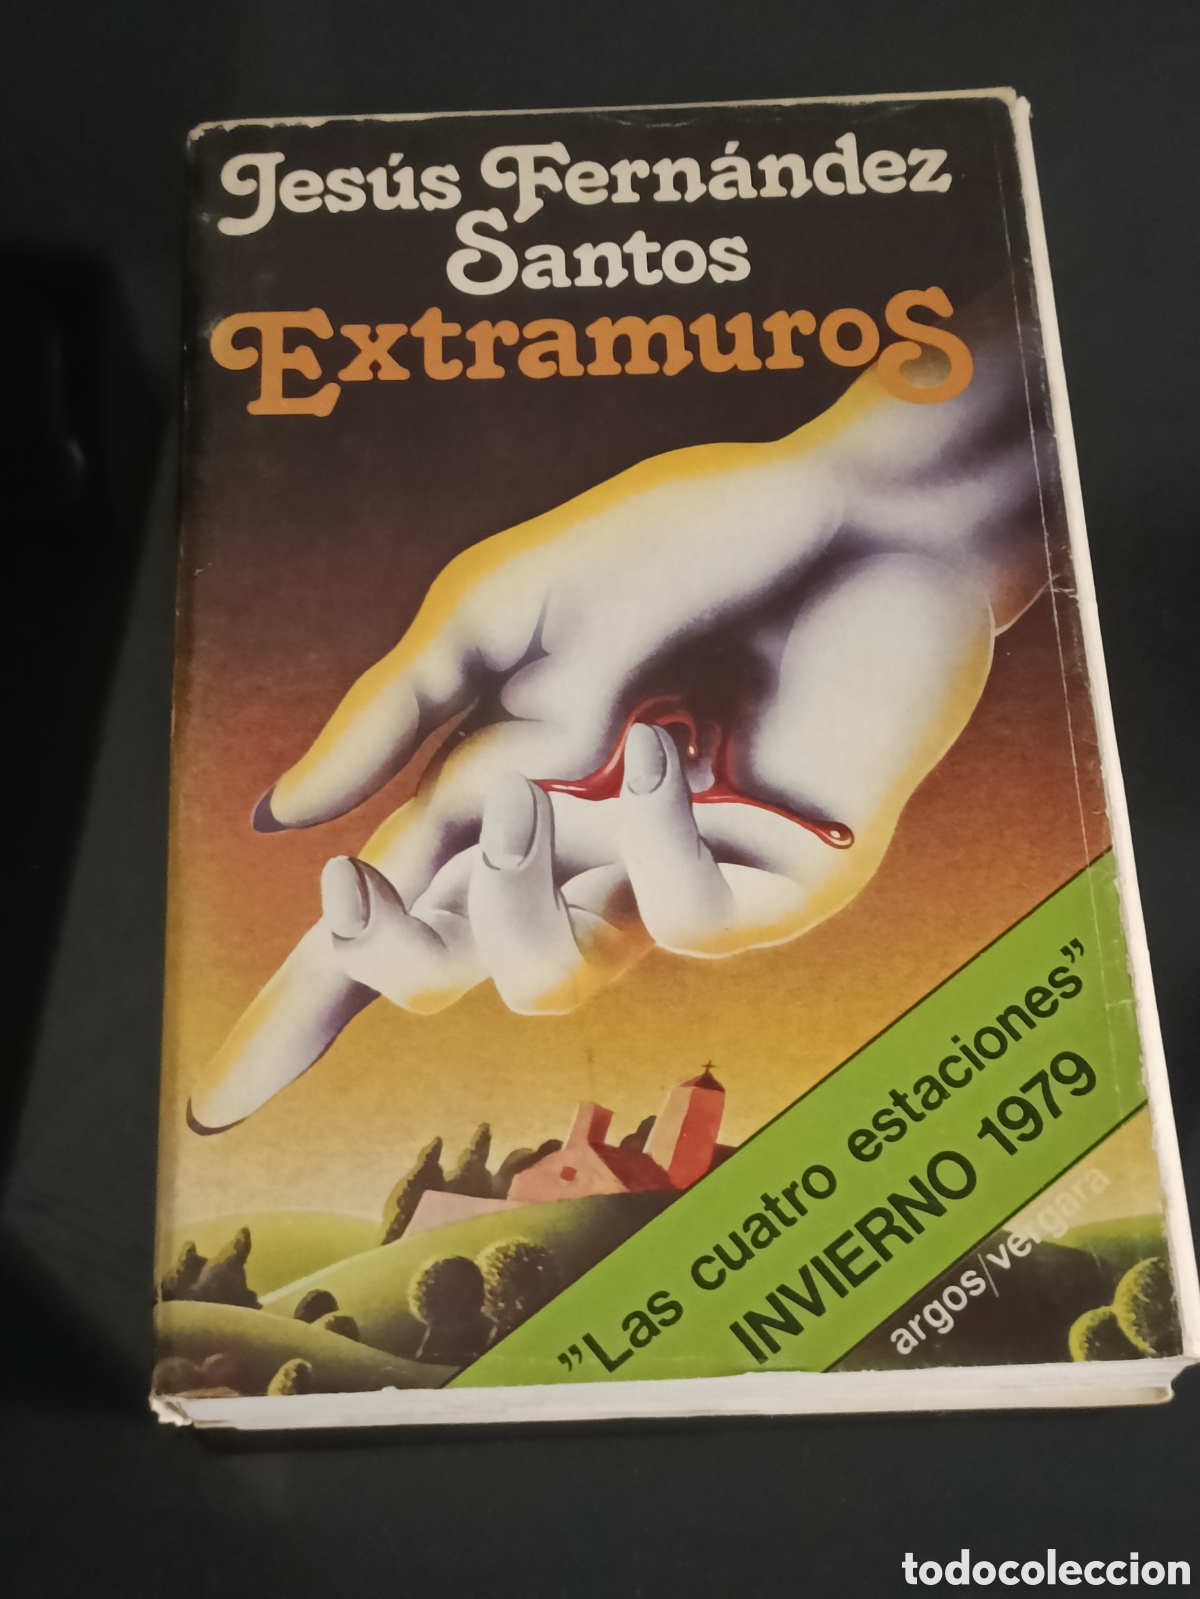 Jesús Fernández
Santos
Extramuros
"Las cuatro estaciones"
INVIERNO 1979
argos/vergara
todocoleccion